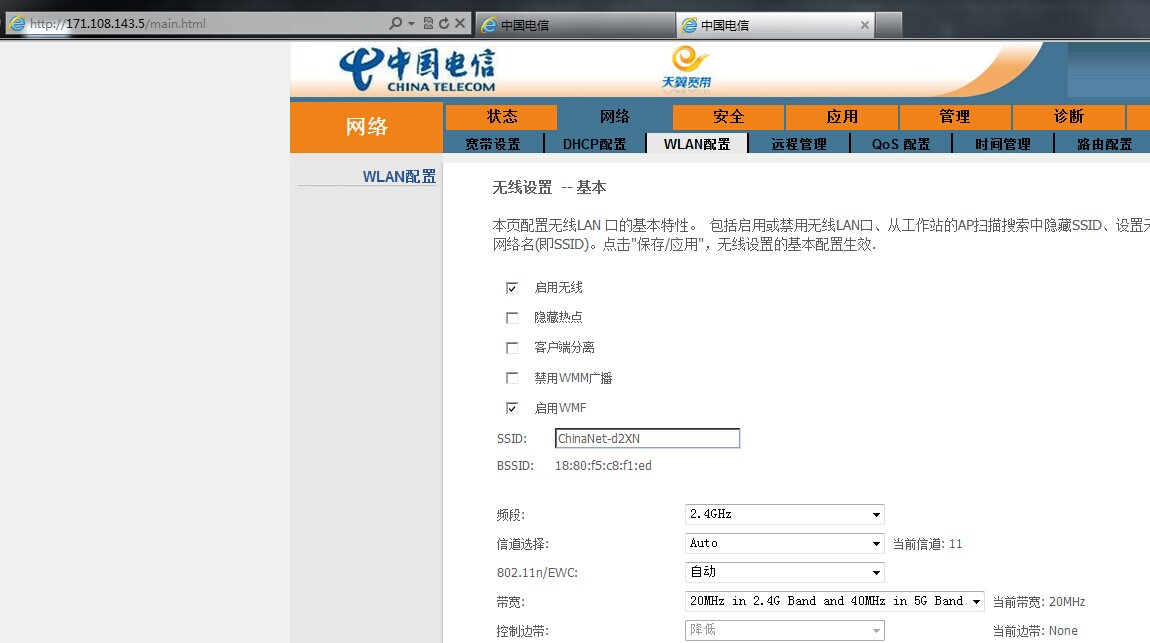 http://171.108.143.5/main.html
中国电信
中国电信
中国电信
CHINA TELECOM
天翼宽带
网络
状态 网络 安全 应用 管理 诊断
宽带设置 DHCP配置 WLAN配置 远程管理 QoS 配置 时间管理 路由配置
WLAN配置
无线设置 -- 基本
本页配置无线LAN 口的基本特性。 包括启用或禁用无线LAN口、从工作站的AP扫描搜索中隐藏SSID、设置
网络名(即SSID)。点击"保存/应用"，无线设置的基本配置生效.
启用无线
隐藏热点
客户端分离
禁用WMM广播
启用WMF
SSID: ChinaNet-d2XN
BSSID: 18:80:f5:c8:f1:ed
频段: 2.4GHz
信道选择: Auto 当前信道: 11
802.11n/EWC: 自动
带宽: 20MHz in 2.4G Band and 40MHz in 5G Band 当前带宽: 20MHz
控制边带: 降低 当前边带: None